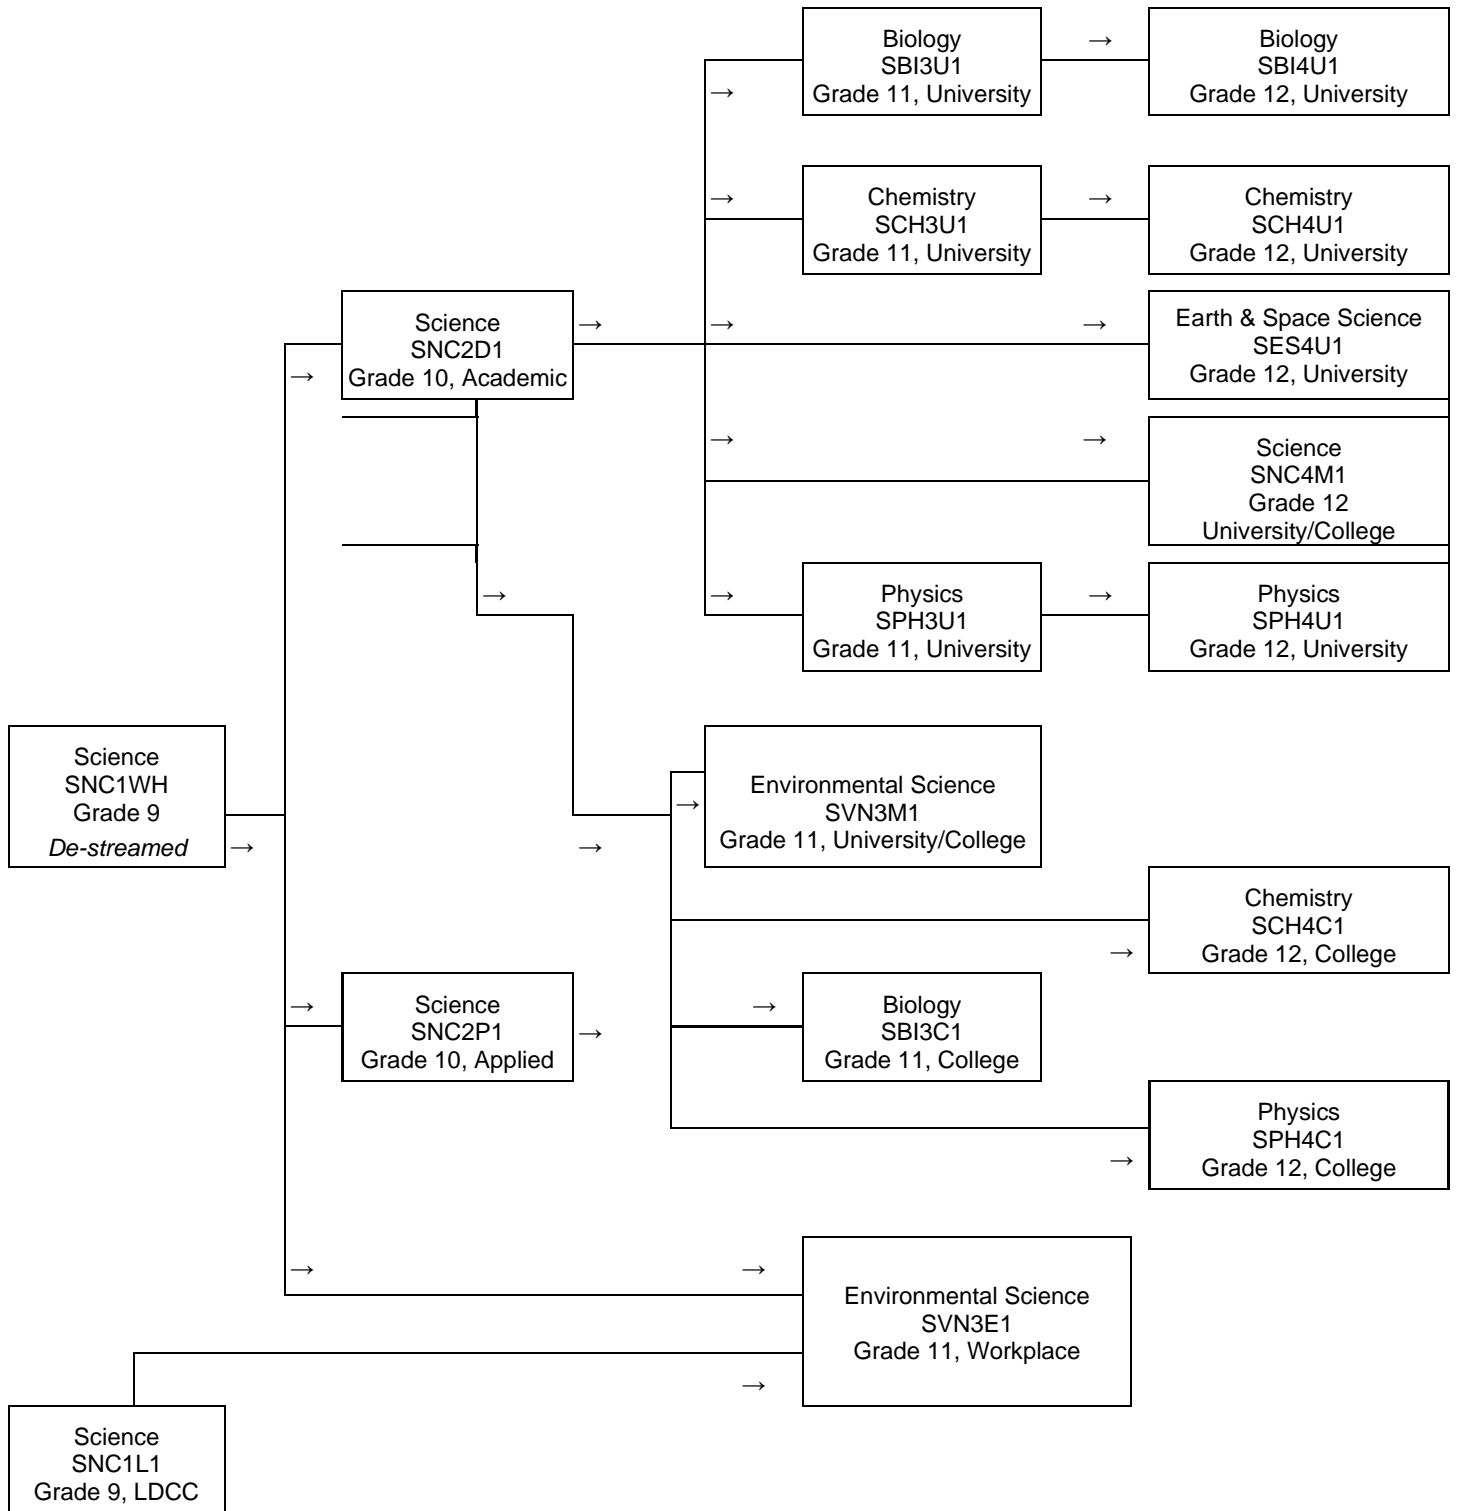 Biology
SBI3U1
Grade 11, University
→
Biology
SBI4U1
Grade 12, University
→
Chemistry
SCH3U1
Grade 11, University
→
→
Chemistry
SCH4U1
Grade 12, University
Science
SNC2D1
Grade 10, Academic
→
→
→
→
Earth & Space Science
SES4U1
Grade 12, University
→
→
Science
SNC4M1
Grade 12
University/College
→
→
Physics
SPH3U1
Grade 11, University
→
→
Physics
SPH4U1
Grade 12, University
Science
SNC1WH
Grade 9
De-streamed
→
→
Environmental Science
SVN3M1
Grade 11, University/College
→
Chemistry
SCH4C1
Grade 12, College
→
Science
SNC2P1
Grade 10, Applied
→
→
Biology
SBI3C1
Grade 11, College
Physics
SPH4C1
Grade 12, College
→
→
→
Environmental Science
SVN3E1
Grade 11, Workplace
→
Science
SNC1L1
Grade 9, LDCC